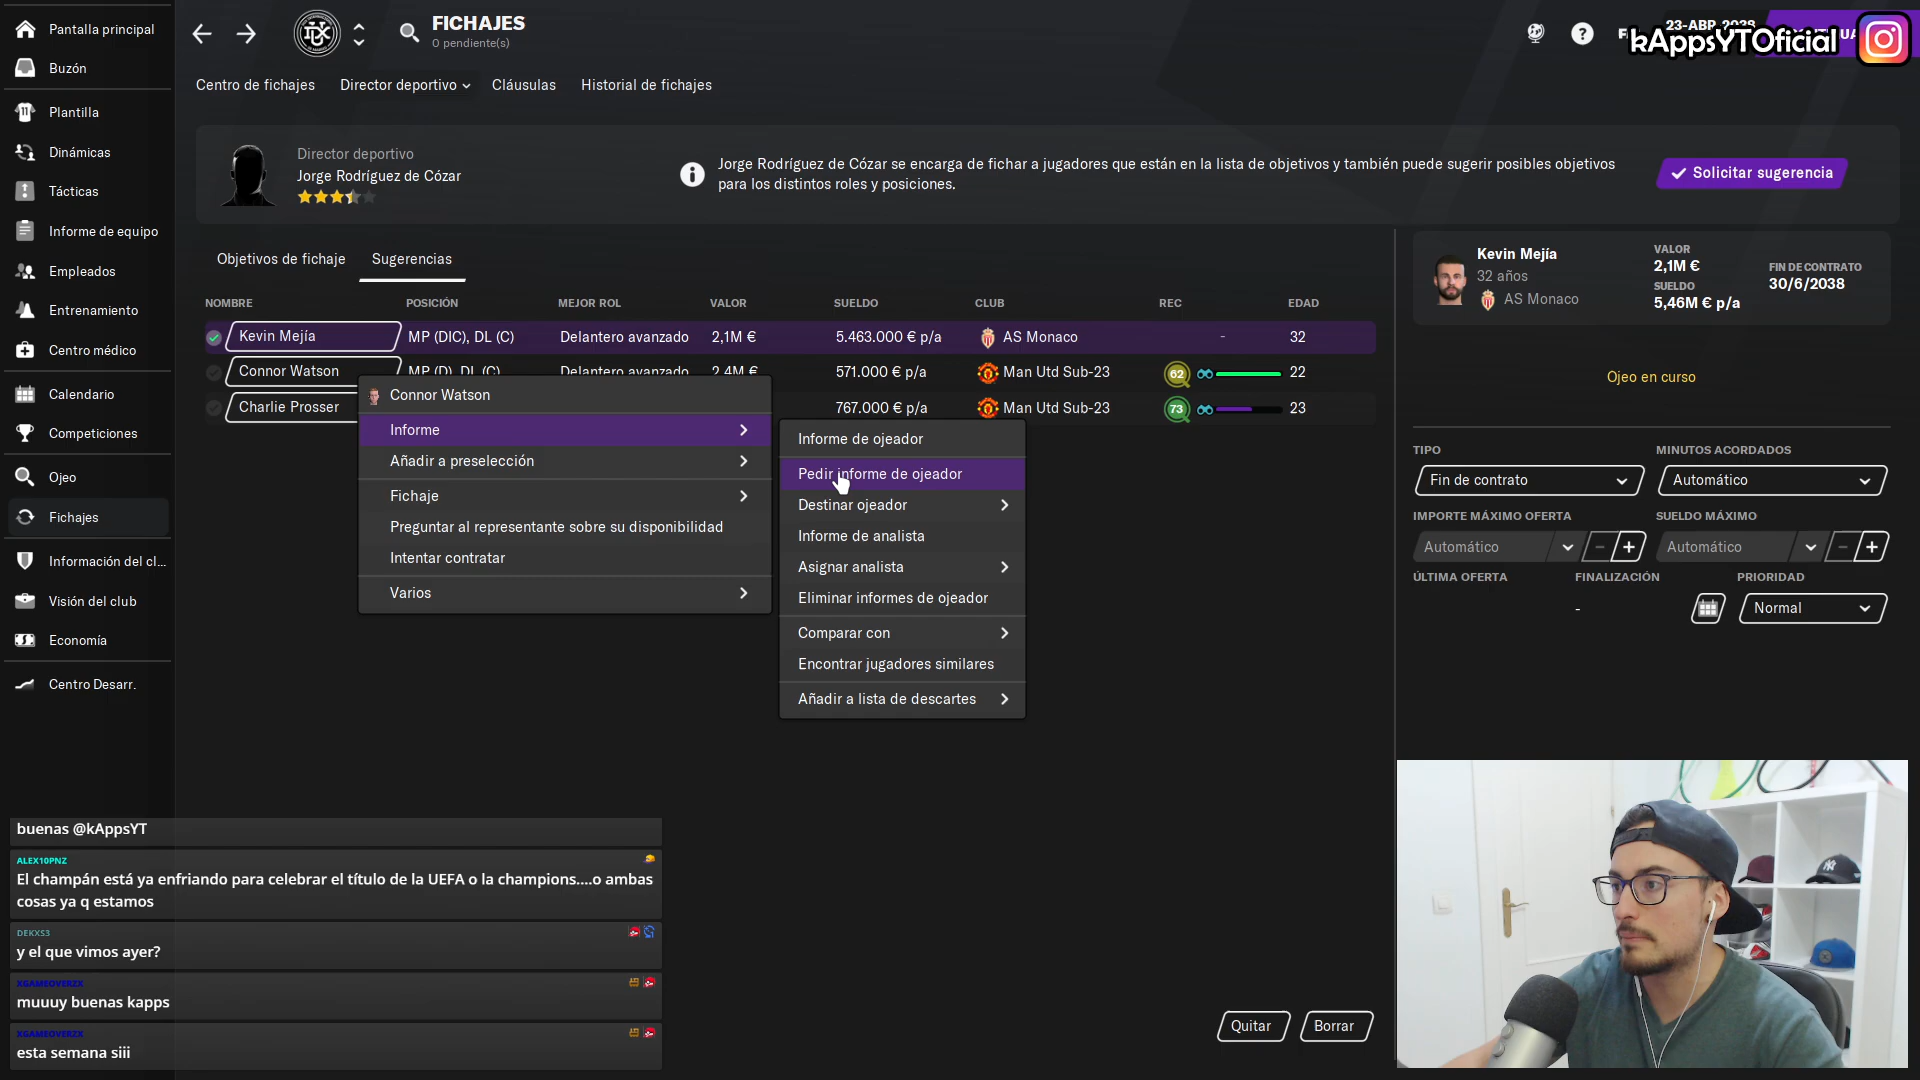 Pantalla principal
Buzón
Plantilla
Dinámicas
Tácticas
Informe de equipo
Empleados
Entrenamiento
Centro médico
Calendario
Competiciones
Ojeo
Fichajes
Información del cl...
Visión del club
Economía
Centro Desarr.
FICHAJES
0 pendiente(s)
23-ABR-2038
kAppsYTOficial
Centro de fichajes
Director deportivo
Cláusulas
Historial de fichajes
Director deportivo
Jorge Rodríguez de Cózar
Jorge Rodríguez de Cózar se encarga de fichar a jugadores que están en la lista de objetivos y también puede sugerir posibles objetivos
para los distintos roles y posiciones.
Solicitar sugerencia
Objetivos de fichaje
Sugerencias
NOMBRE POSICIÓN MEJOR ROL VALOR SUELDO CLUB REC EDAD
Kevin Mejía MP (DIC), DL (C) Delantero avanzado 2,1M € 5.463.000 € p/a AS Monaco - 32
Connor Watson MP (D), DL (C) Delantero avanzado 2,4M € 571.000 € p/a Man Utd Sub-23 62 22
Charlie Prosser 767.000 € p/a Man Utd Sub-23 73 23
Connor Watson
Informe
Añadir a preselección
Fichaje
Preguntar al representante sobre su disponibilidad
Intentar contratar
Varios
Informe de ojeador
Pedir informe de ojeador
Destinar ojeador
Informe de analista
Asignar analista
Eliminar informes de ojeador
Comparar con
Encontrar jugadores similares
Añadir a lista de descartes
Kevin Mejía
32 años
AS Monaco
VALOR
2,1M €
SUELDO
5,46M € p/a
FIN DE CONTRATO
30/6/2038
Ojeo en curso
TIPO MINUTOS ACORDADOS
Fin de contrato Automático
IMPORTE MÁXIMO OFERTA SUELDO MÁXIMO
Automático Automático
ÚLTIMA OFERTA FINALIZACIÓN PRIORIDAD
- Normal
Quitar
Borrar
buenas @kAppsYT
ALEX10PNZ
El champán está ya enfriando para celebrar el título de la UEFA o la champions....o ambas
cosas ya q estamos
DEKXS3
y el que vimos ayer?
XGAMEOVERZX
muuuy buenas kapps
XGAMEOVERZX
esta semana siii